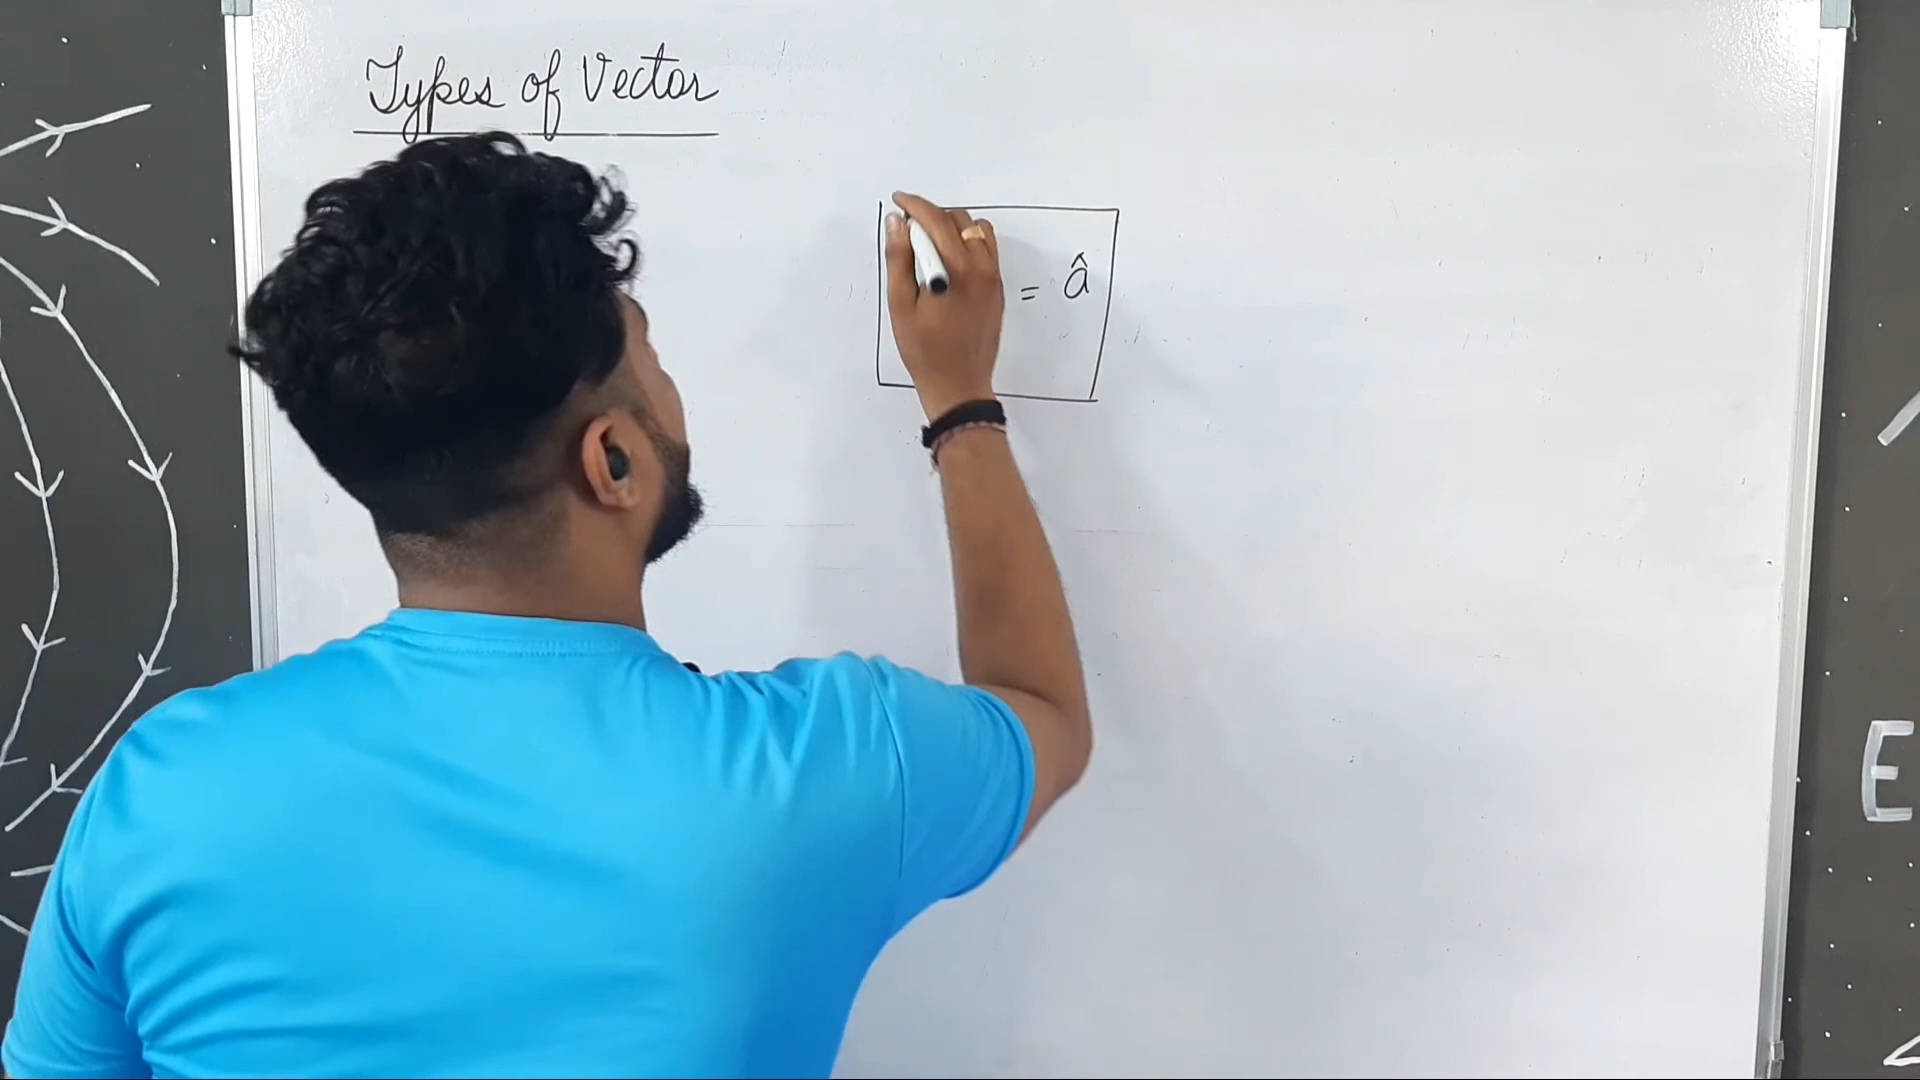 Types of Vector
= â
E